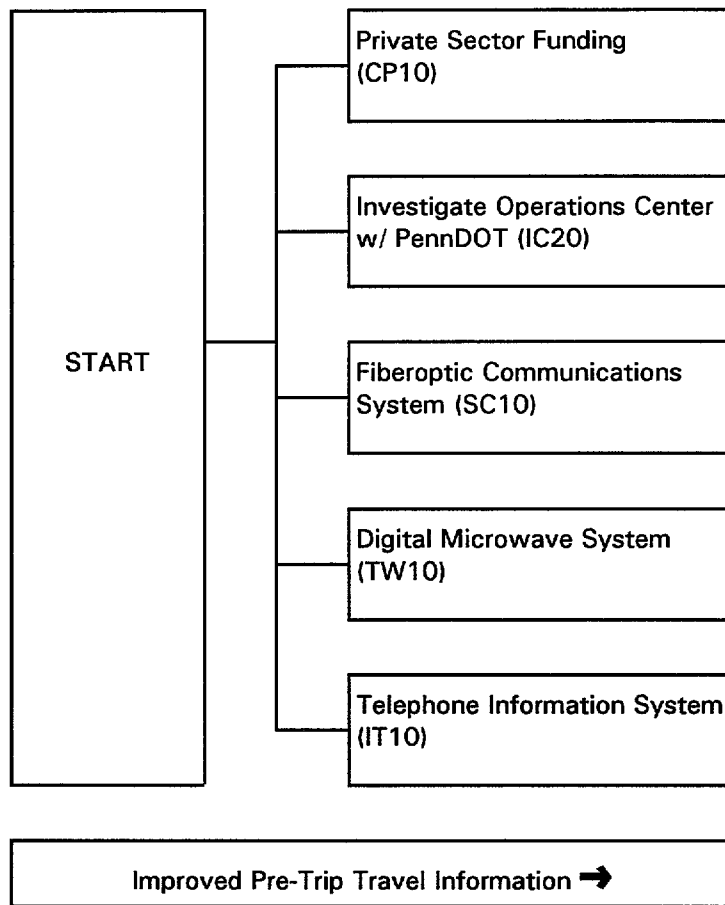 Private Sector Funding
(CP10)
Investigate Operations Center
w/ PennDOT (IC20)
START
Fiberoptic Communications
System (SC10)
Digital Microwave System
(TW10)
Telephone Information System
(IT10)
Improved Pre-Trip Travel Information ➔